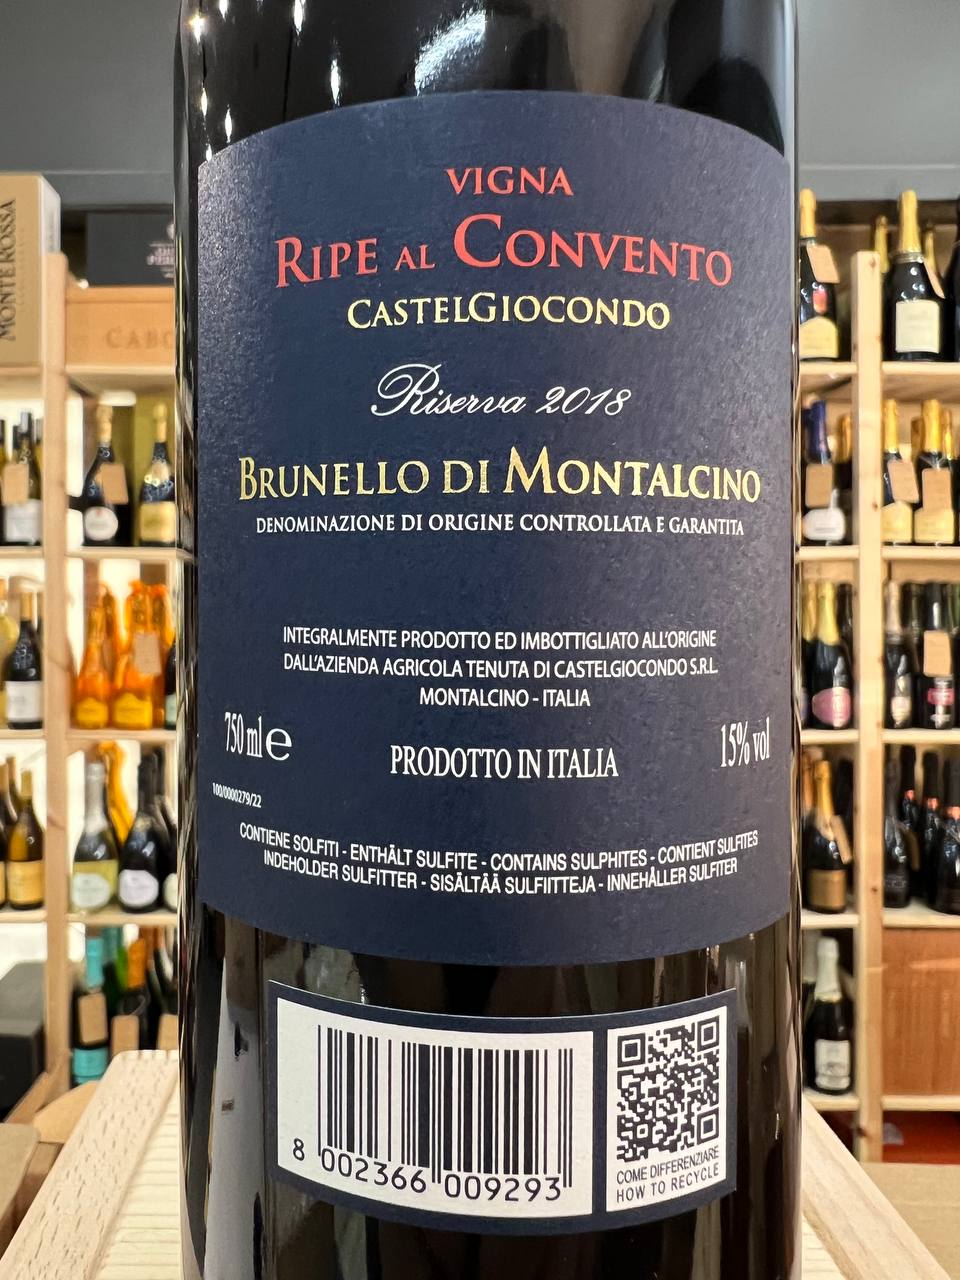 VIGNA
RIPE AL CONVENTO
CASTELGIOCONDO
Riserva 2018
BRUNELLO DI MONTALCINO
DENOMINAZIONE DI ORIGINE CONTROLLATA E GARANTITA
INTEGRALMENTE PRODOTTO ED IMBOTTIGLIATO ALL'ORIGINE
DALL'AZIENDA AGRICOLA TENUTA DI CASTELGIOCONDO S.R.L.
MONTALCINO - ITALIA
750 ml e
PRODOTTO IN ITALIA
15% vol
100/0000279/22
CONTIENE SOLFITI - ENTHÄLT SULFITE - CONTAINS SULPHITES - CONTIENT SULFITES
INDEHOLDER SULFITTER - SISÄLTÄÄ SULFIITTEJA - INNEHÅLLER SULFITER
8 002366 009293
COME DIFFERENZIARE
HOW TO RECYCLE
MONTEROSSA